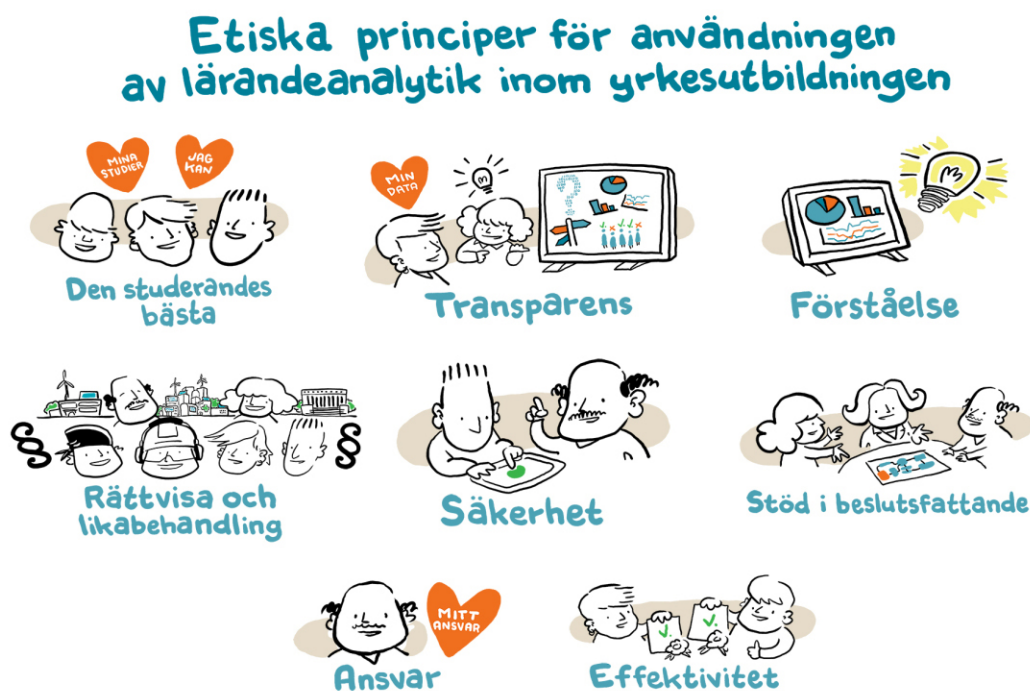 Etiska principer för användningen
av lärandeanalytik inom yrkesutbildningen
MINA
STUDIER
JAG
KAN
Den studerandes
bästa
MIN
DATA
?
Transparens
Förståelse
§
§
Rättvisa och
likabehandling
Säkerhet
Stöd i beslutsfattande
MITT
ANSVAR
Ansvar
Effektivitet